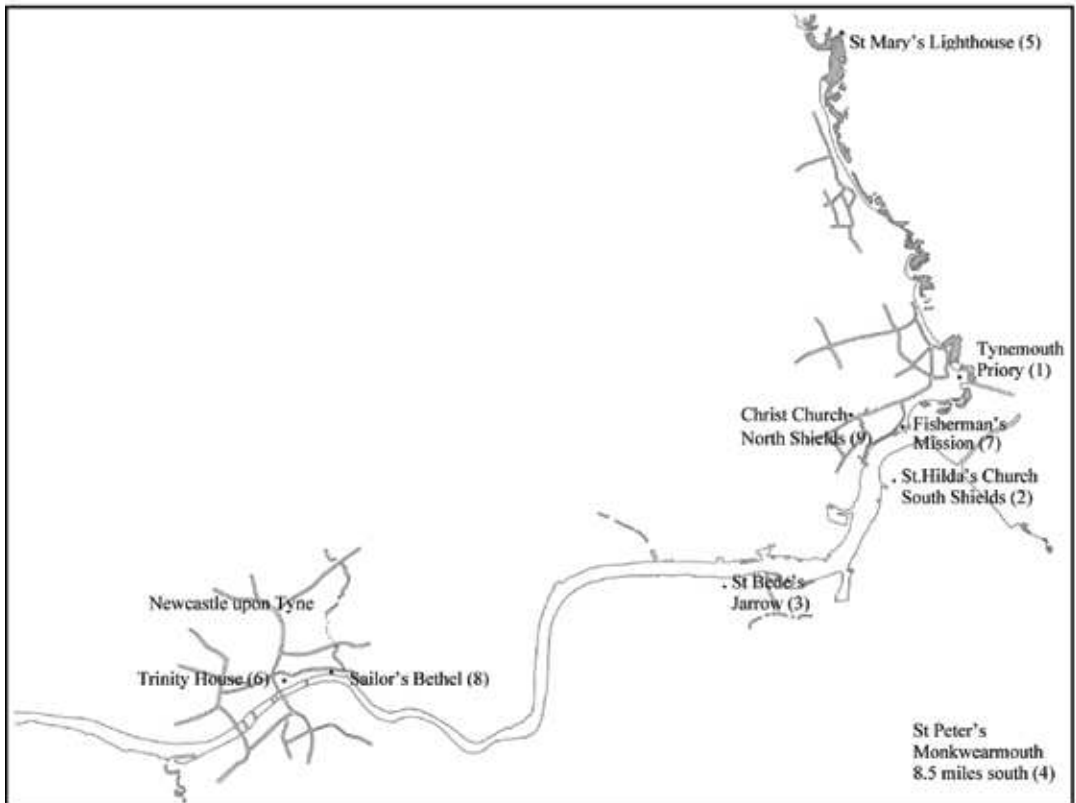 St Mary's Lighthouse (5)
Tynemouth
Priory (1)
Christ Church
North Shields (9)
Fisherman's
Mission (7)
St.Hilda's Church
South Shields (2)
St Bede's
Jarrow (3)
Newcastle upon Tyne
Trinity House (6)
Sailor's Bethel (8)
St Peter's
Monkwearmouth
8.5 miles south (4)